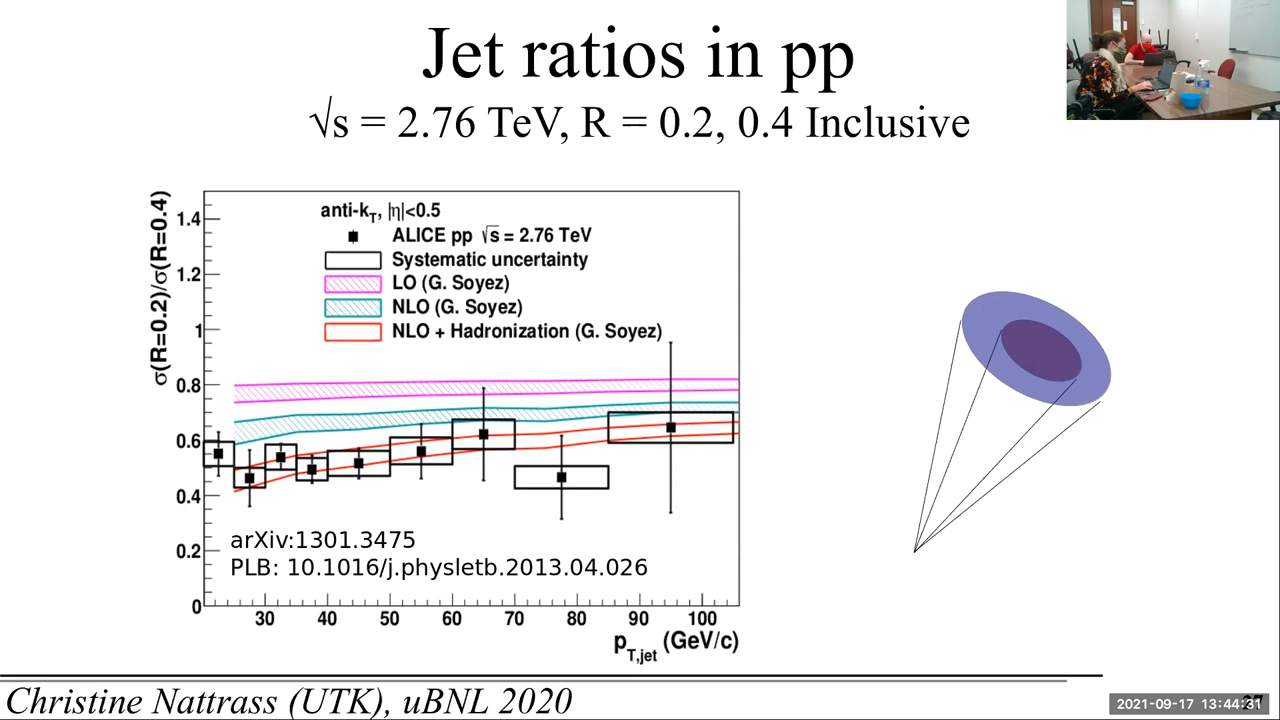 Jet ratios in pp
√s = 2.76 TeV, R = 0.2, 0.4 Inclusive
σ(R=0.2)/σ(R=0.4)
anti-kT, |η|<0.5
ALICE pp √s = 2.76 TeV
Systematic uncertainty
LO (G. Soyez)
NLO (G. Soyez)
NLO + Hadronization (G. Soyez)
1.4
1.2
1
0.8
0.6
0.4
0.2
0
arXiv:1301.3475
PLB: 10.1016/j.physletb.2013.04.026
30 40 50 60 70 80 90 100
pT,jet (GeV/c)
Christine Nattrass (UTK), uBNL 2020
2021-09-17 13:44:31